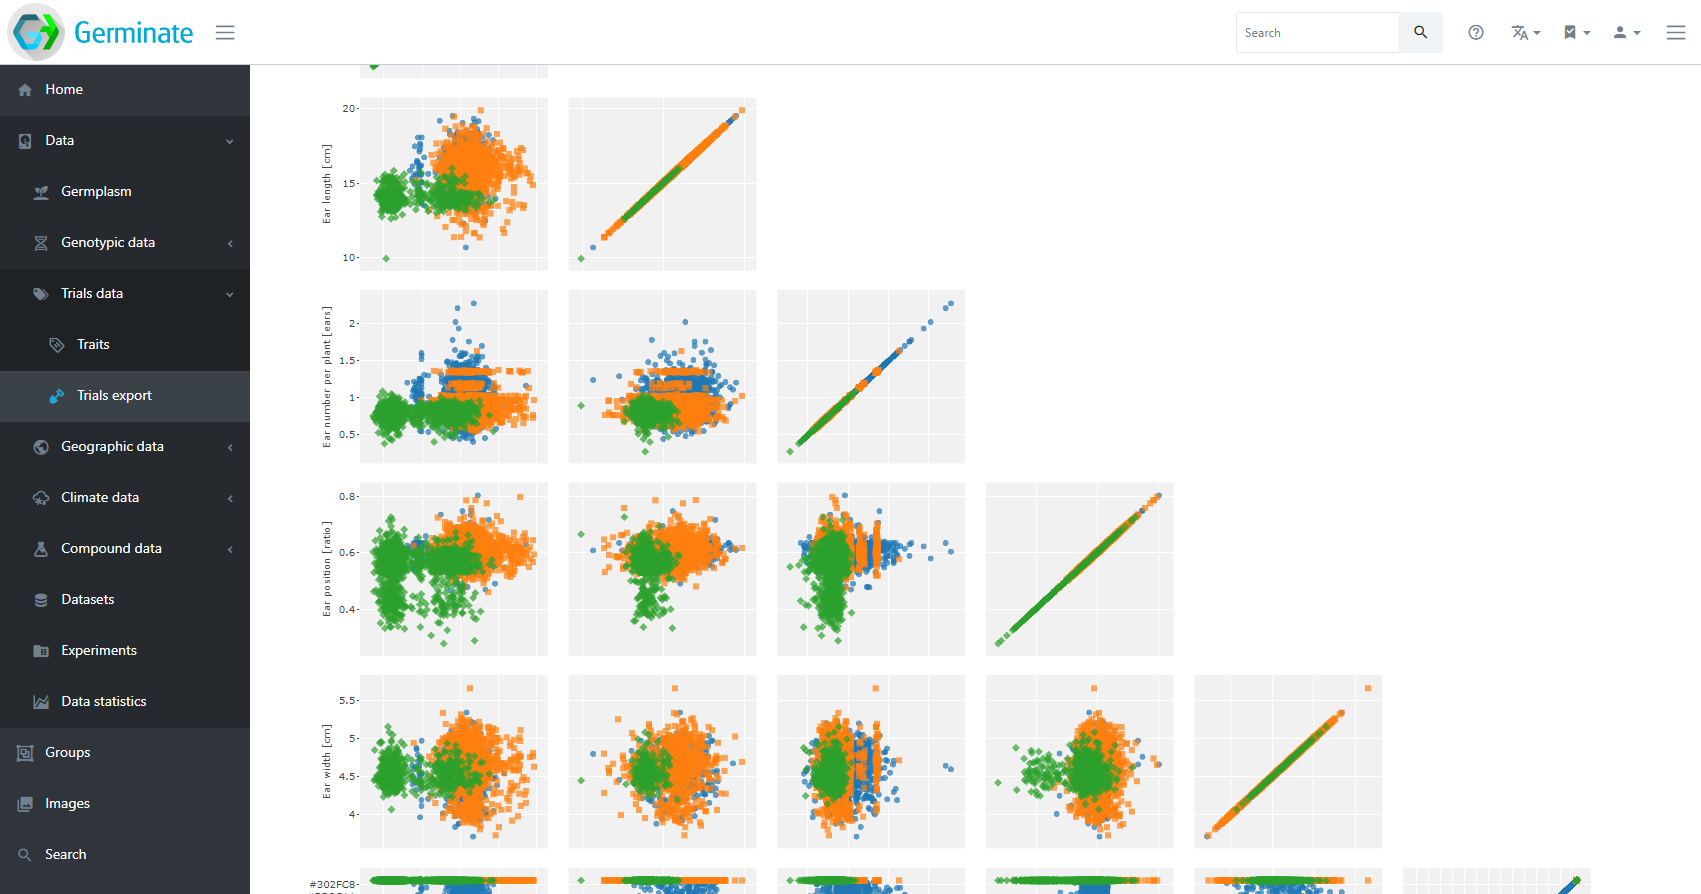 Germinate
Search
Home
Data
Germplasm
Genotypic data
Trials data
Traits
Trials export
Geographic data
Climate data
Compound data
Datasets
Experiments
Data statistics
Groups
Images
Search
Ear length [cm]
20
15
10
Ear number per plant [ears]
2
1.5
1
0.5
Ear position [ratio]
0.8
0.6
0.4
Ear width [cm]
5.5
5
4.5
4
#302FC8